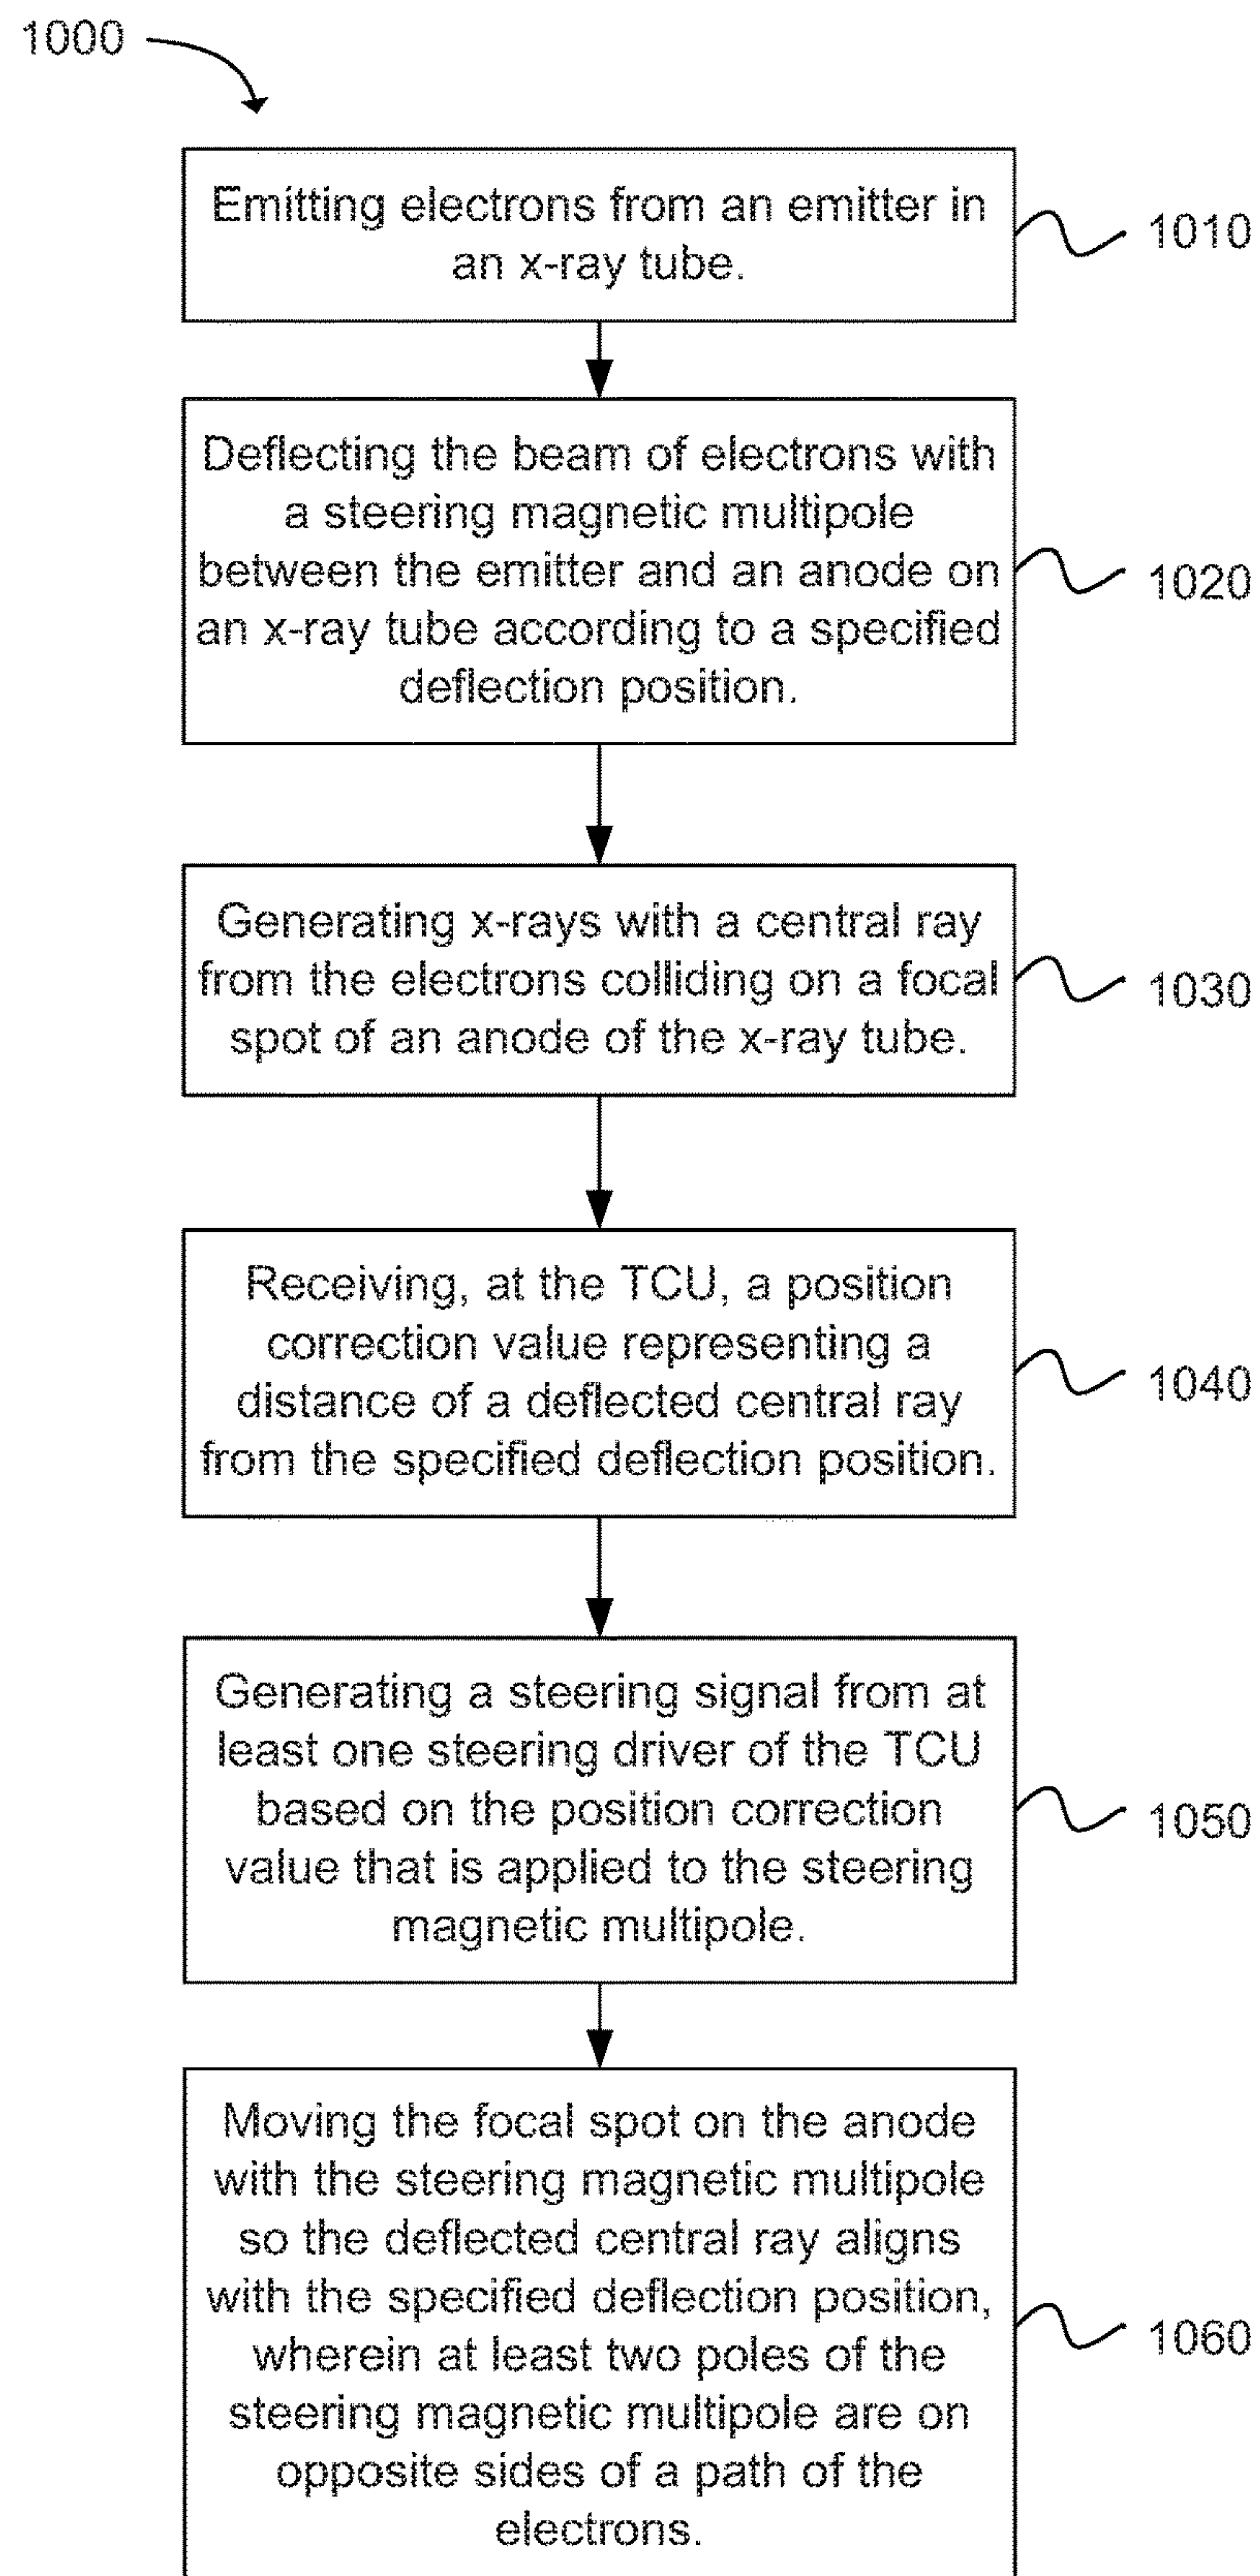 1000
Emitting electrons from an emitter in
an x-ray tube.
1010
Deflecting the beam of electrons with
a steering magnetic multipole
between the emitter and an anode on
an x-ray tube according to a specified
deflection position.
1020
Generating x-rays with a central ray
from the electrons colliding on a focal
spot of an anode of the x-ray tube.
1030
Receiving, at the TCU, a position
correction value representing a
distance of a deflected central ray
from the specified deflection position.
1040
Generating a steering signal from at
least one steering driver of the TCU
based on the position correction
value that is applied to the steering
magnetic multipole.
1050
Moving the focal spot on the anode
with the steering magnetic multipole
so the deflected central ray aligns
with the specified deflection position,
wherein at least two poles of the
steering magnetic multipole are on
opposite sides of a path of the
electrons.
1060